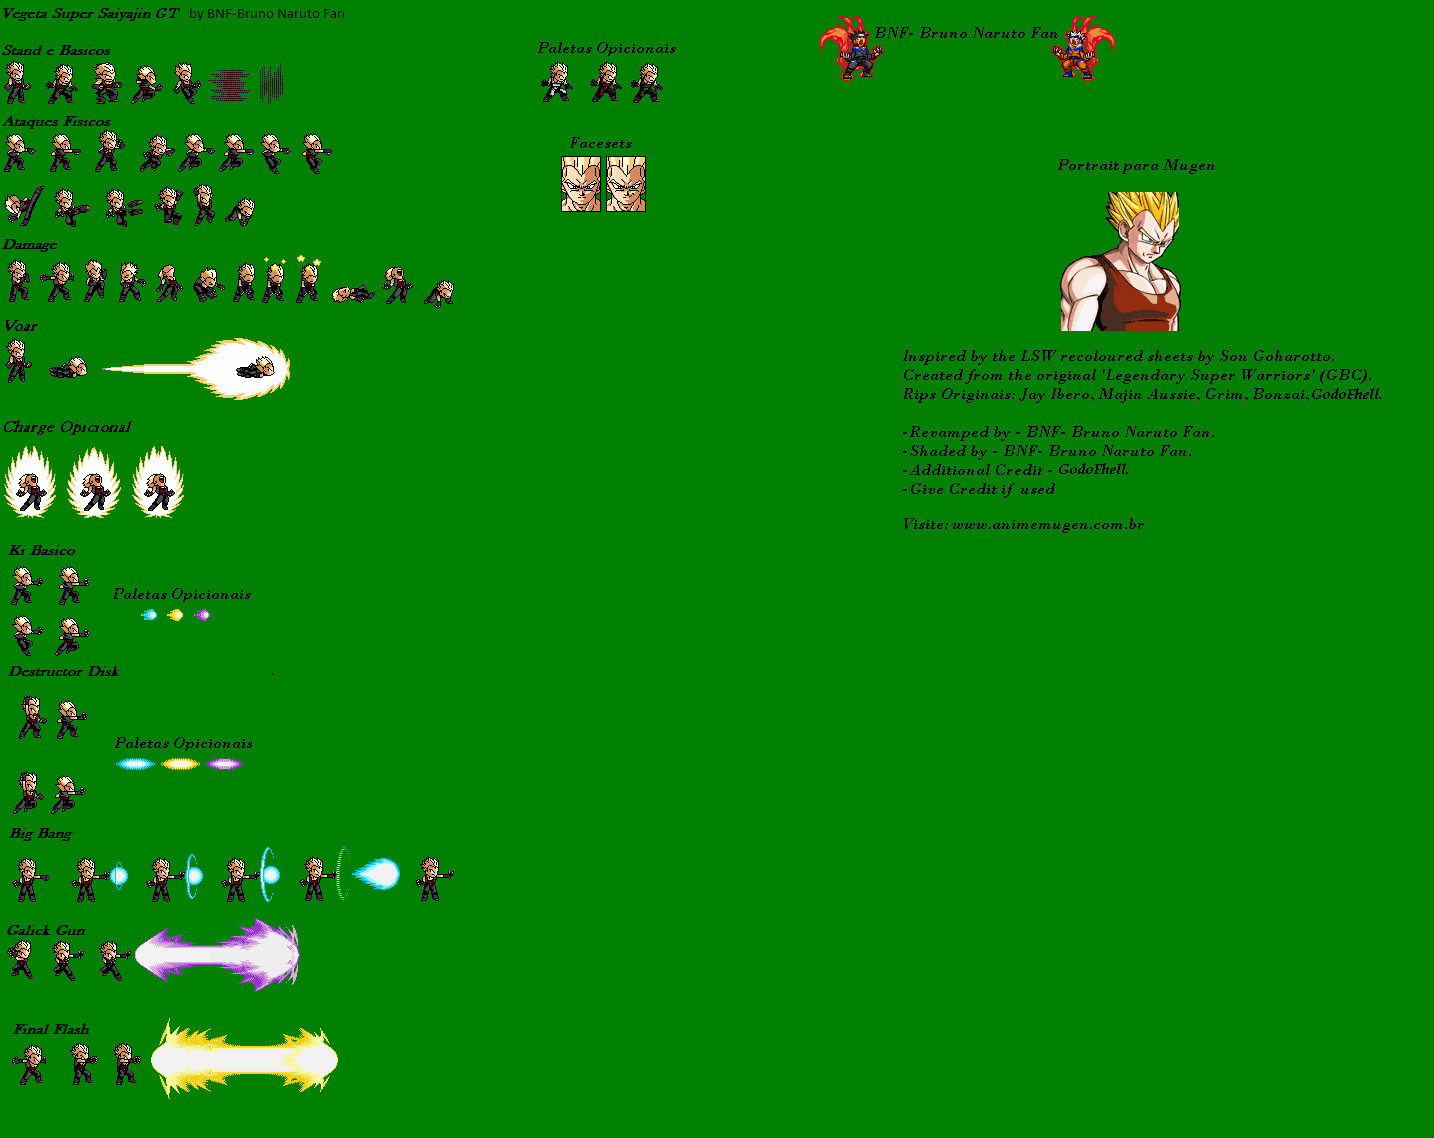 Vegeta Super Saiyajin GT by BNF-Bruno Naruto Fan
Stand e Basicos
Ataques Fisicos
Damage
Voar
Charge Opicional
Ki Basico
Paletas Opicionais
Destructor Disk
Paletas Opicionais
Big Bang
Galick Gun
Final Flash
Paletas Opicionais
Facesets
BNF- Bruno Naruto Fan
Portrait para Mugen
Inspired by the LSW recoloured sheets by Son Goharotto.
Created from the original 'Legendary Super Warriors' (GBC).
Rips Originais: Jay Ibero, Majin Aussie, Grim, Bonzai,GodoFhell.
-Revamped by - BNF- Bruno Naruto Fan.
-Shaded by - BNF- Bruno Naruto Fan.
-Additional Credit - GodoFhell.
-Give Credit if used
Visite: www.animemugen.com.br